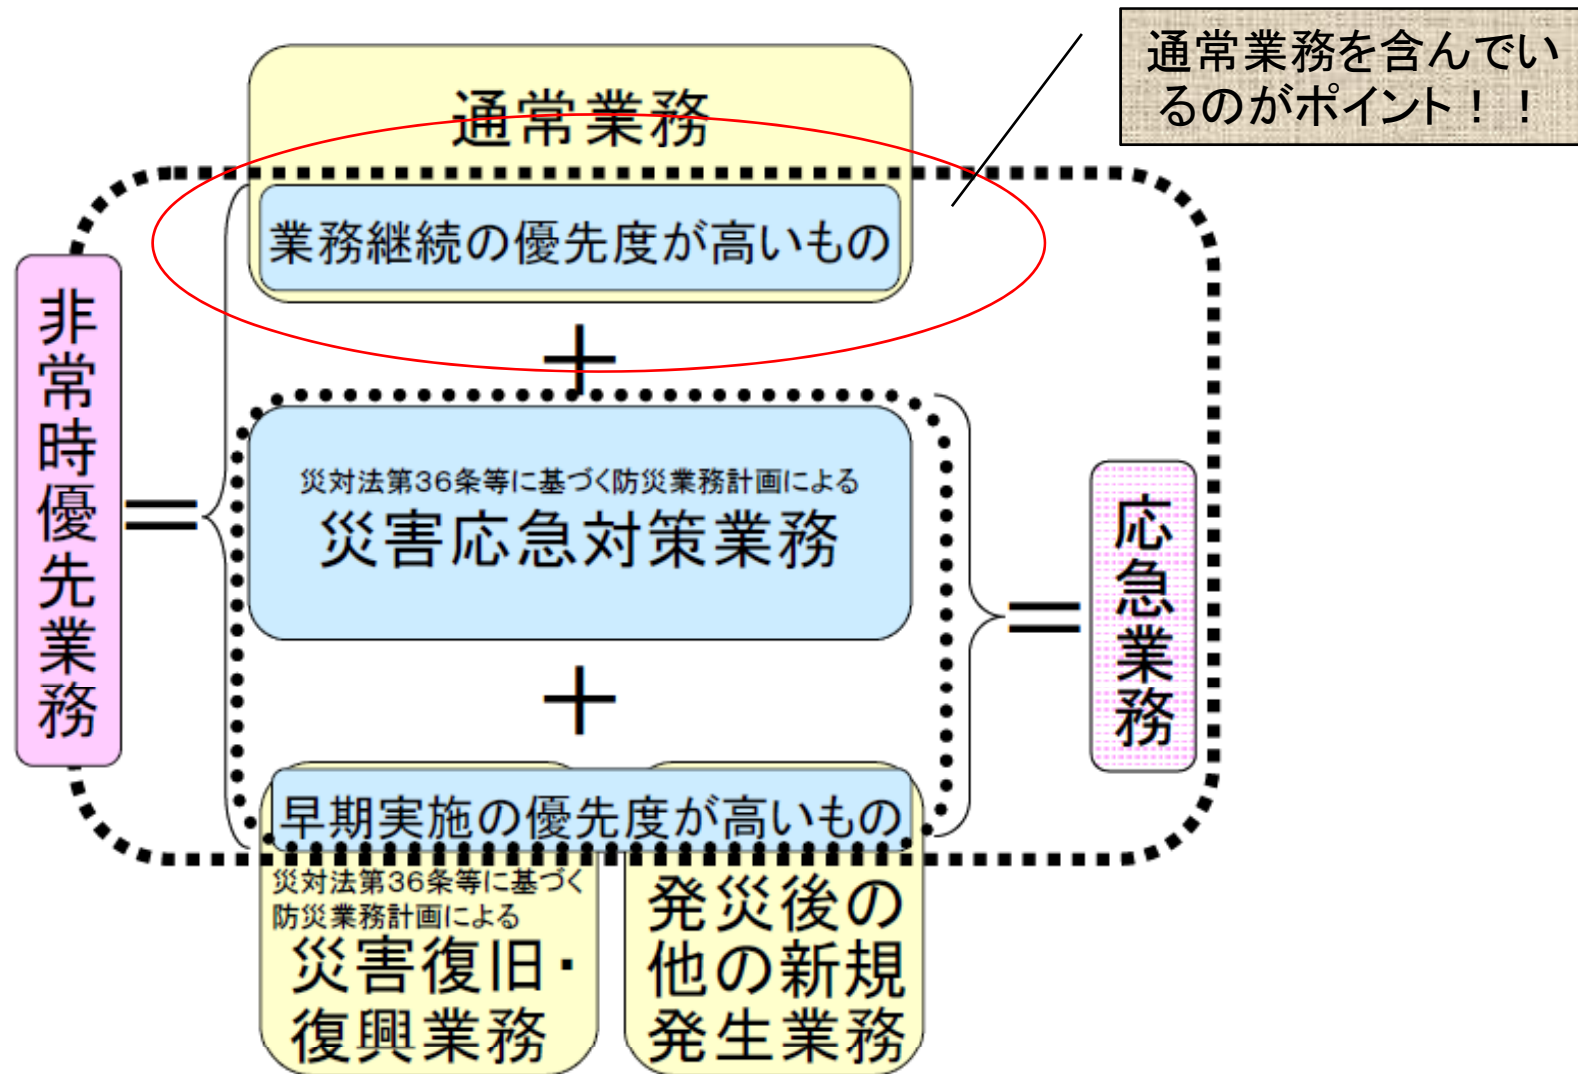 通常業務を含んでい
るのがポイント！！
通常業務
業務継続の優先度が高いもの
＋
非常時優先業務
＝
災対法第36条等に基づく防災業務計画による
災害応急対策業務
＝
応急業務
＋
早期実施の優先度が高いもの
災対法第36条等に基づく
防災業務計画による
災害復旧・
復興業務
発災後の
他の新規
発生業務